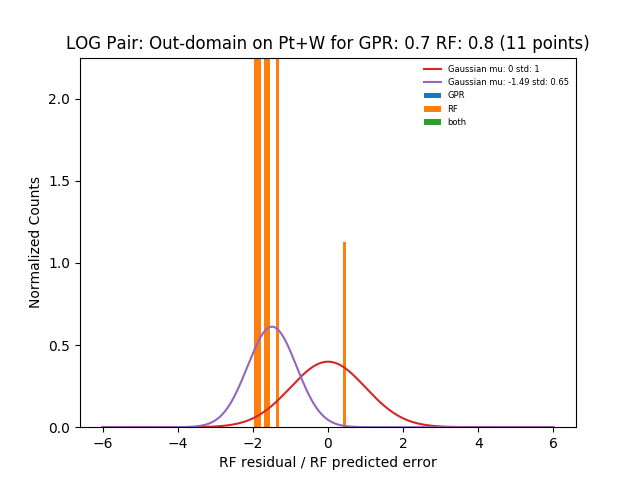 LOG Pair: Out-domain on Pt+W for GPR: 0.7 RF: 0.8 (11 points)
Gaussian mu: 0 std: 1
Gaussian mu: -1.49 std: 0.65
GPR
RF
both
Normalized Counts
2.0
1.5
1.0
0.5
0.0
−6 −4 −2 0 2 4 6
RF residual / RF predicted error